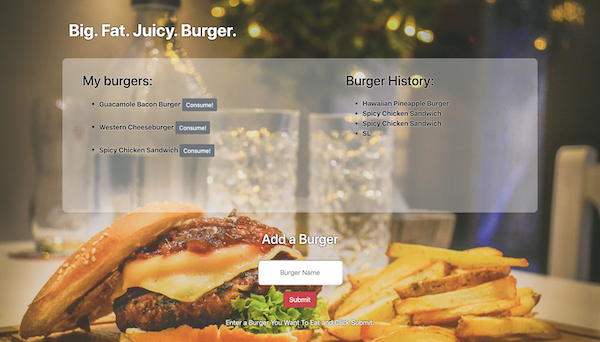 Big. Fat. Juicy. Burger.
My burgers:
Guacamole Bacon Burger Consume!
Western Cheeseburger Consume!
Spicy Chicken Sandwich Consume!
Burger History:
Hawaiian Pineapple Burger
Spicy Chicken Sandwich
Spicy Chicken Sandwich
SL
Add a Burger
Burger Name
Submit
Enter a Burger You Want To Eat and Click Submit.